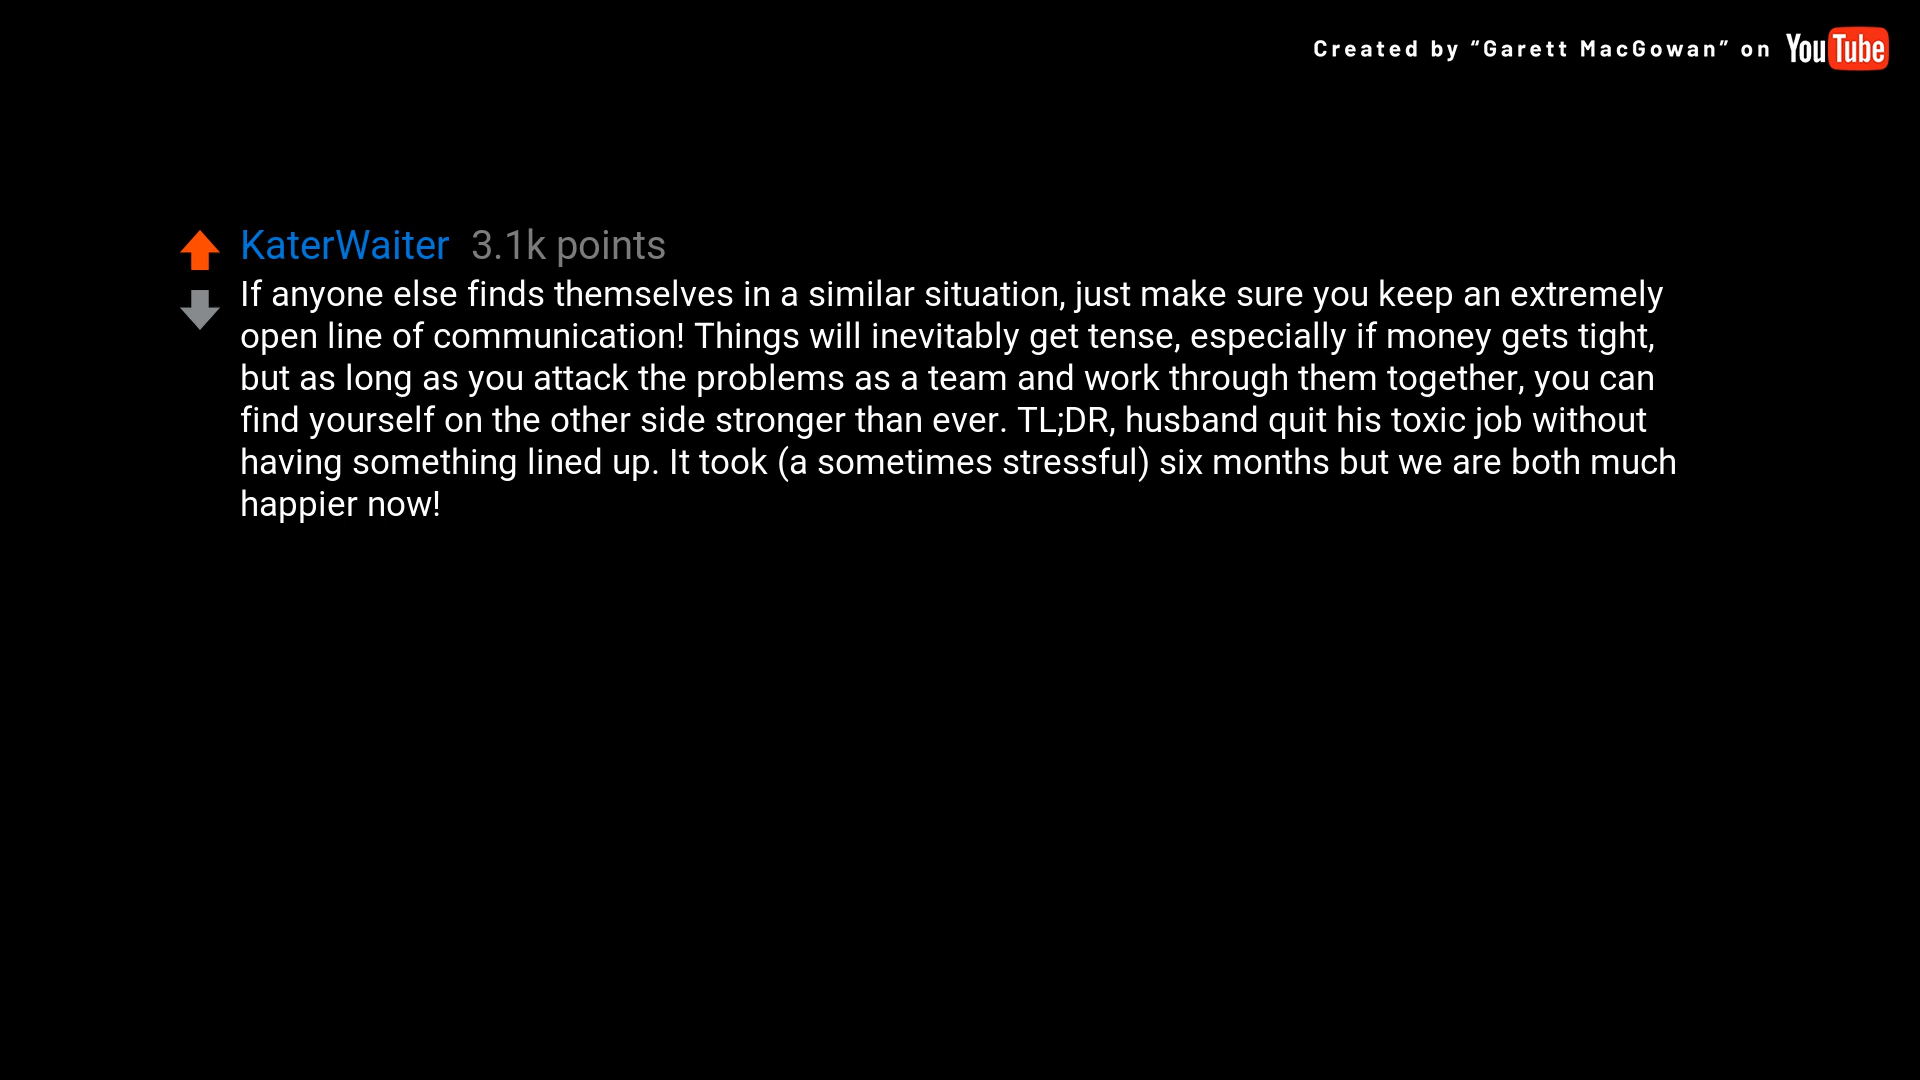 Created by “Garett MacGowan” on YouTube
KaterWaiter 3.1k points
If anyone else finds themselves in a similar situation, just make sure you keep an extremely
open line of communication! Things will inevitably get tense, especially if money gets tight,
but as long as you attack the problems as a team and work through them together, you can
find yourself on the other side stronger than ever. TL;DR, husband quit his toxic job without
having something lined up. It took (a sometimes stressful) six months but we are both much
happier now!